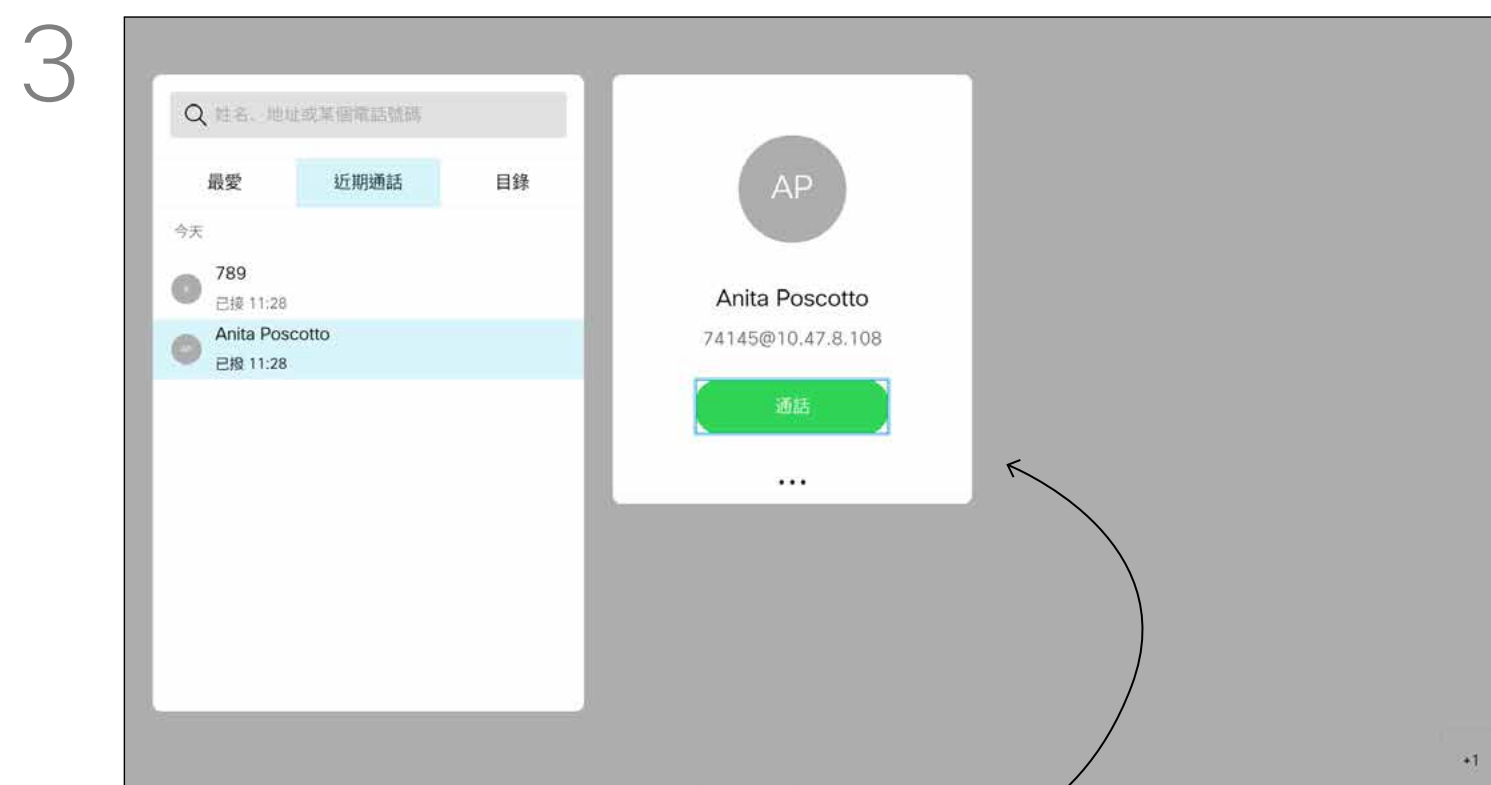 3
姓名、地址或某個電話號碼
最愛 近期通話 目錄
今天
789
已接 11:28
Anita Poscotto
已撥 11:28
AP
Anita Poscotto
74145@10.47.8.108
通話
...
+1